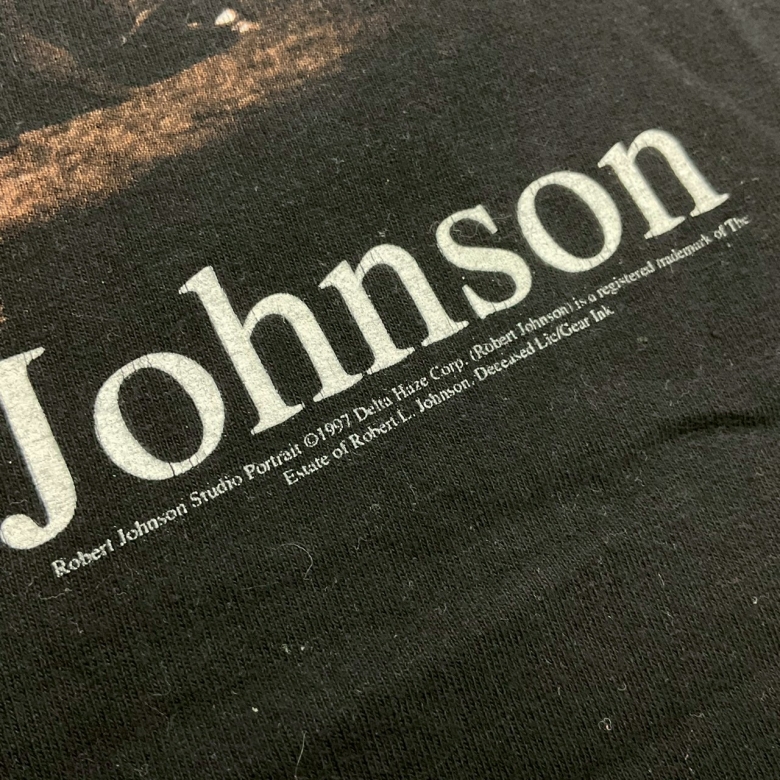 Johnson
Robert Johnson Studio Portrait ©1997 Delta Haze Corp. (Robert Johnson) is a registered trademark of The
Estate of Robert L. Johnson, Deceased Lic/Gear Ink.